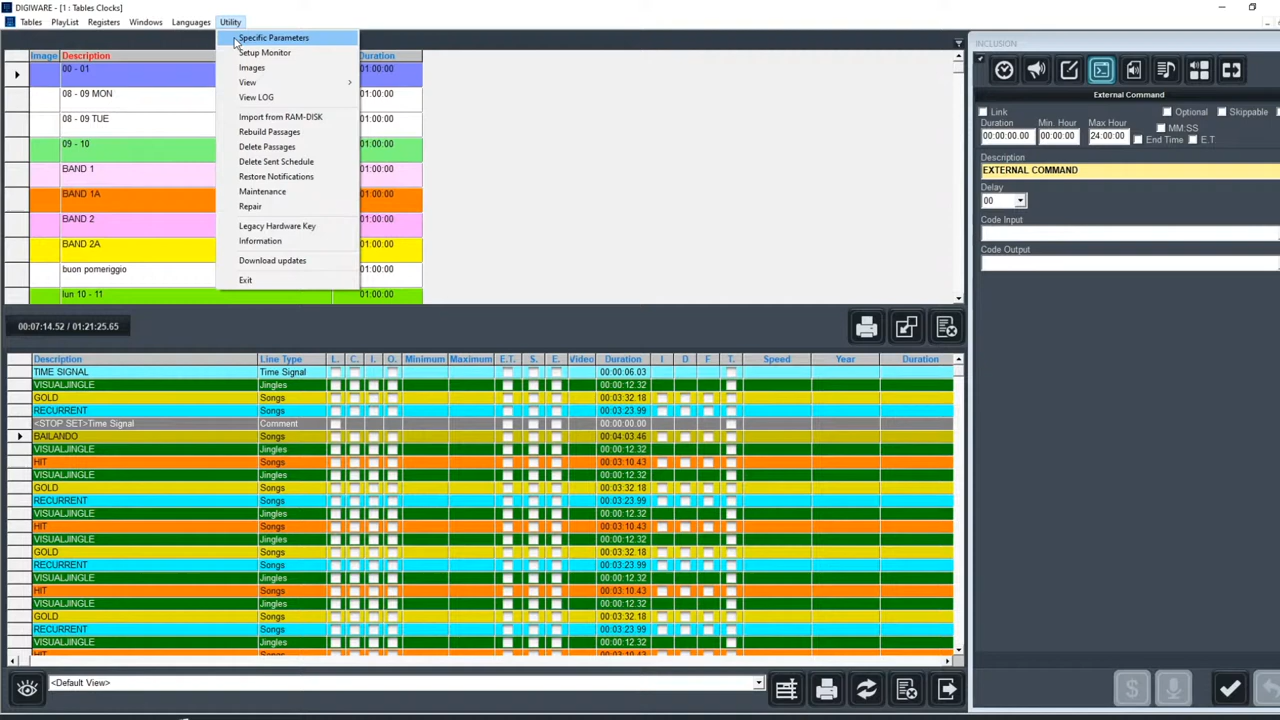 DIGIWARE - [1 : Tables Clocks]
Tables PlayList Registers Windows Languages Utility
Specific Parameters
Setup Monitor
Images
View
View LOG
Import from RAM-DISK
Rebuild Passages
Delete Passages
Delete Sent Schedule
Restore Notifications
Maintenance
Repair
Legacy Hardware Key
Information
Download updates
Exit
Image Description Duration
00 - 01 01:00:00
08 - 09 MON 01:00:00
08 - 09 TUE 01:00:00
09 - 10 01:00:00
BAND 1 01:00:00
BAND 1A 01:00:00
BAND 2 01:00:00
BAND 2A 01:00:00
buon pomeriggio 01:00:00
lun 10 - 11 01:00:00
INCLUSION
External Command
Link Optional Skippable
Duration Min. Hour Max Hour MM:SS
00:00:00.00 00:00:00 24:00:00 End Time E.T.
Description
EXTERNAL COMMAND
Delay
00
Code Input
Code Output
00:07:14.52 / 01:21:25.65
Description Line Type L. C. I. O. Minimum Maximum E.T. S. E. Video Duration I D F T. Speed Year Duration
TIME SIGNAL Time Signal 00:00:06.03
VISUALJINGLE Jingles 00:00:12.32
GOLD Songs 00:03:32.18
RECURRENT Songs 00:03:23.99
<STOP SET>Time Signal Comment 00:00:00.00
BAILANDO Songs 00:04:03.46
VISUALJINGLE Jingles 00:00:12.32
HIT Songs 00:03:10.43
VISUALJINGLE Jingles 00:00:12.32
GOLD Songs 00:03:32.18
RECURRENT Songs 00:03:23.99
VISUALJINGLE Jingles 00:00:12.32
HIT Songs 00:03:10.43
VISUALJINGLE Jingles 00:00:12.32
GOLD Songs 00:03:32.18
RECURRENT Songs 00:03:23.99
VISUALJINGLE Jingles 00:00:12.32
HIT Songs 00:03:10.43
VISUALJINGLE Jingles 00:00:12.32
GOLD Songs 00:03:32.18
RECURRENT Songs 00:03:23.99
VISUALJINGLE Jingles 00:00:12.32
HIT Songs 00:03:10.43
<Default View>